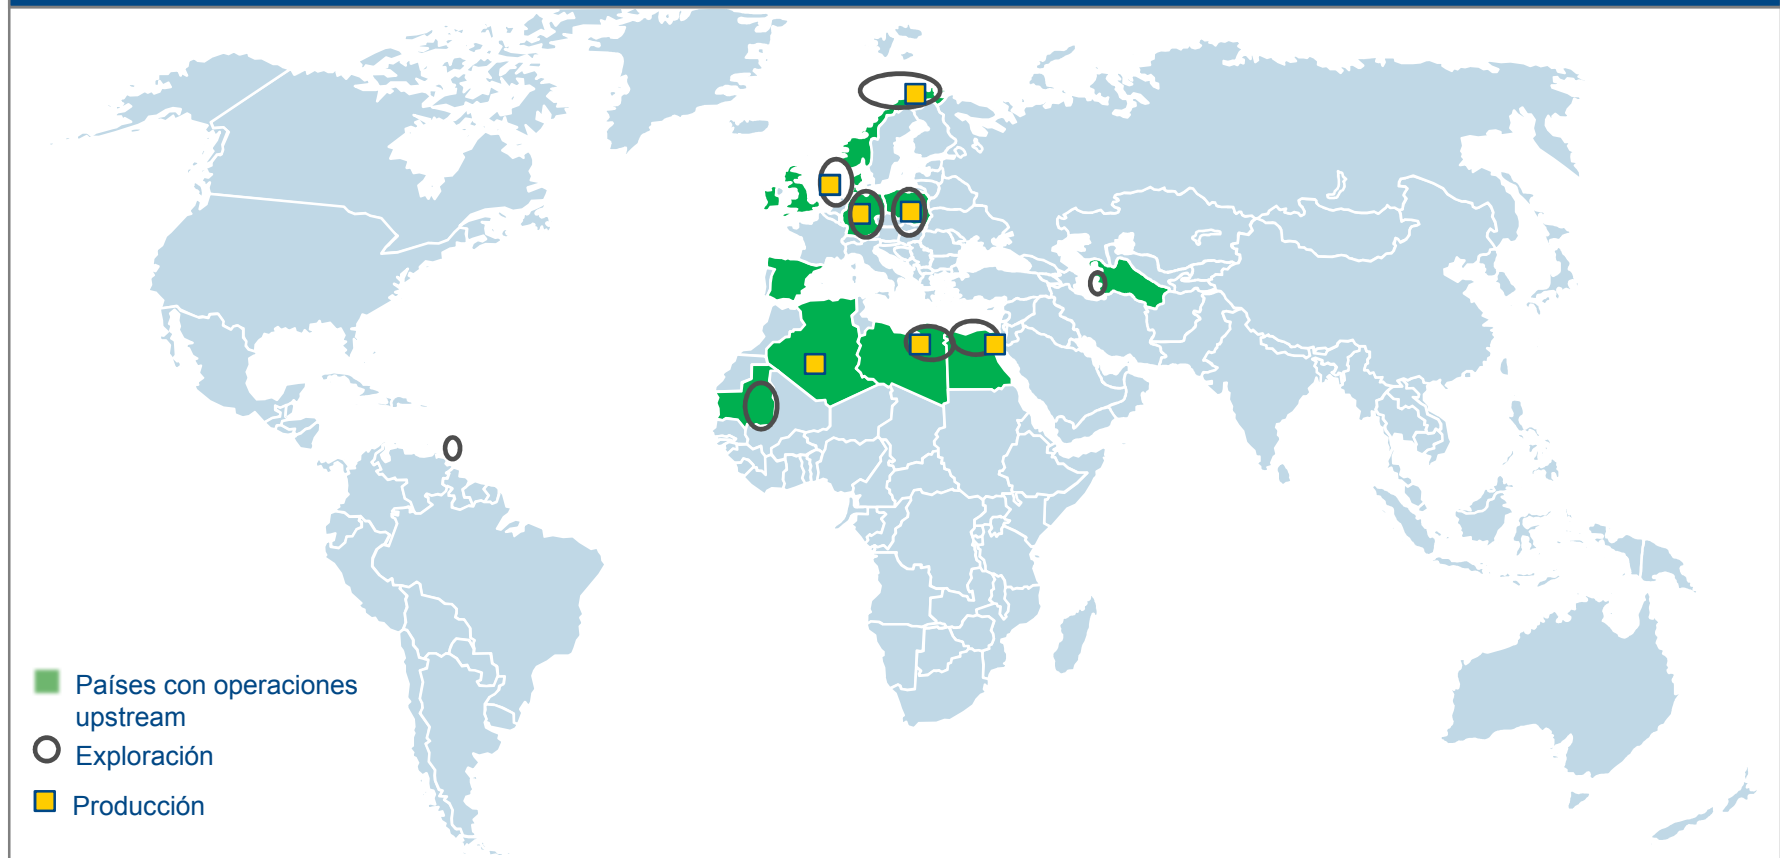 Países con operaciones
upstream
Exploración
Producción